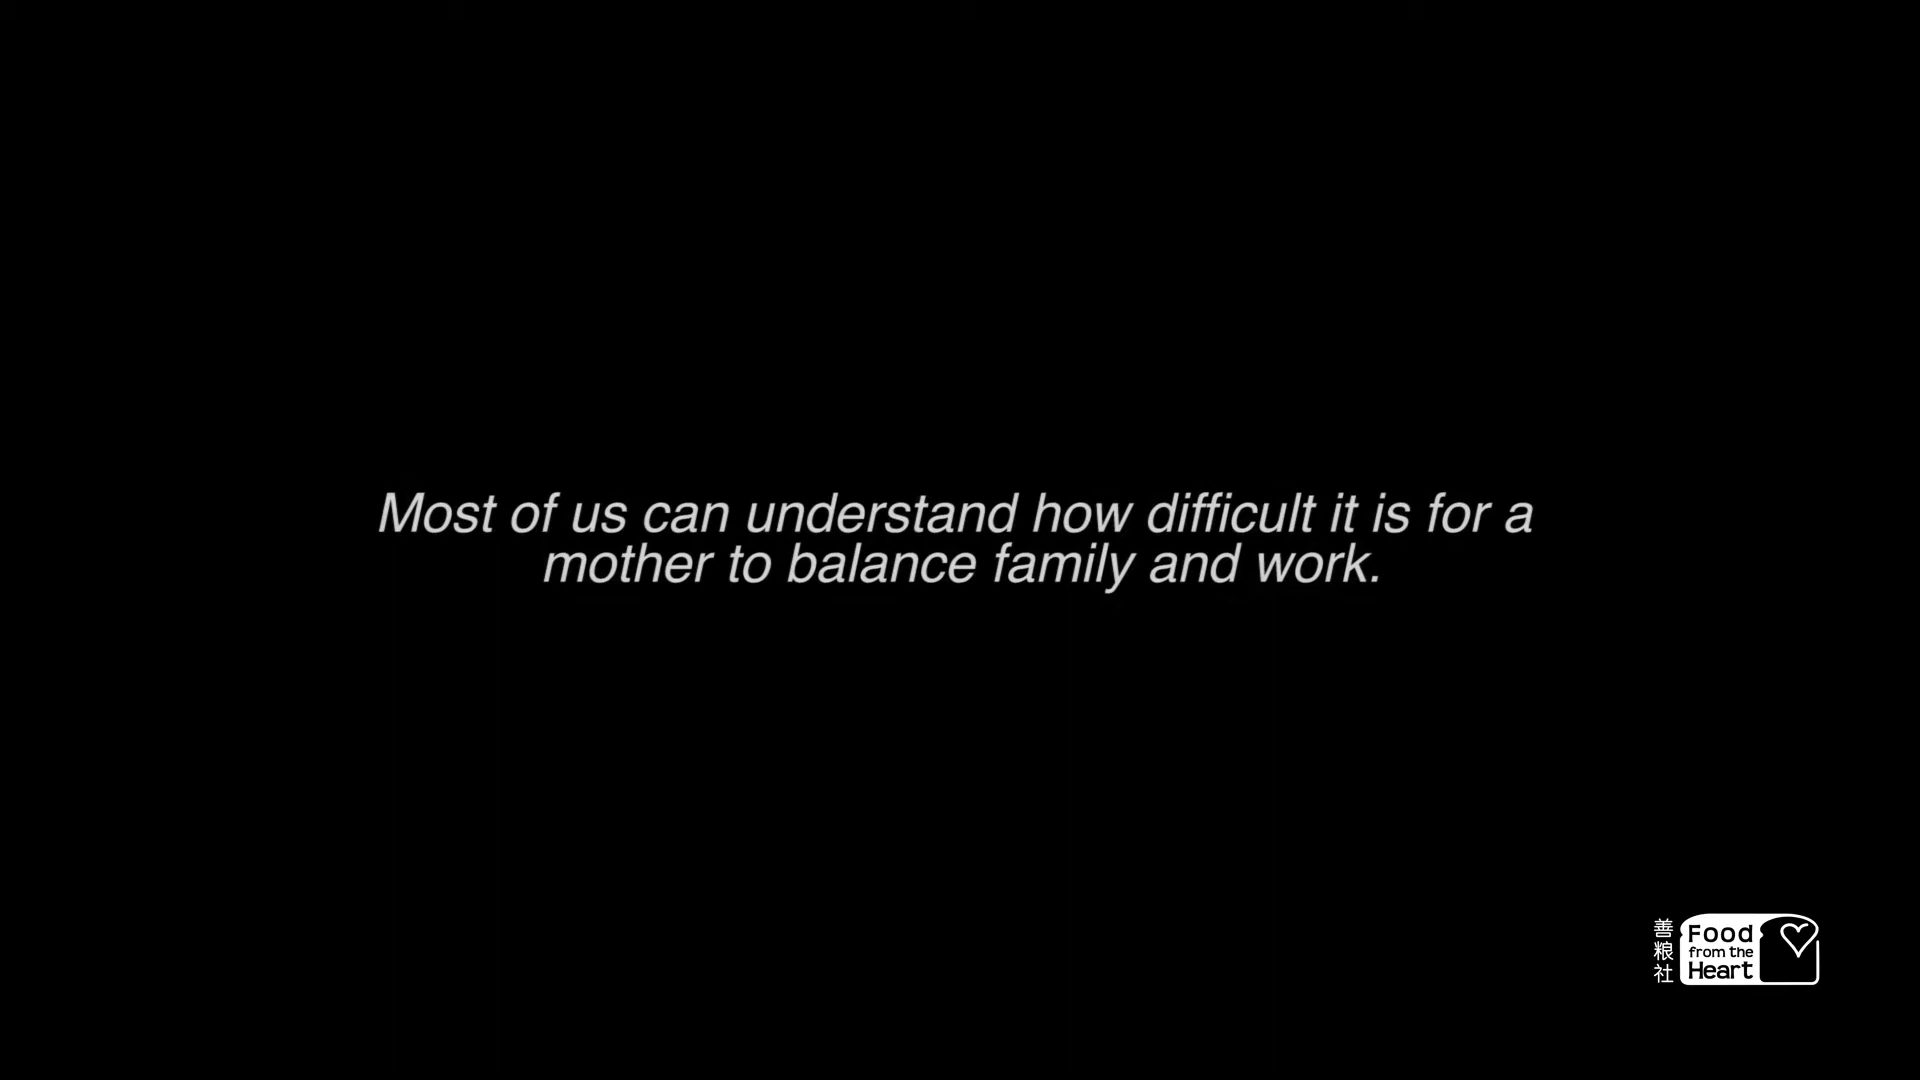 Most of us can understand how difficult it is for a
mother to balance family and work.
善粮社
Food
from the
Heart